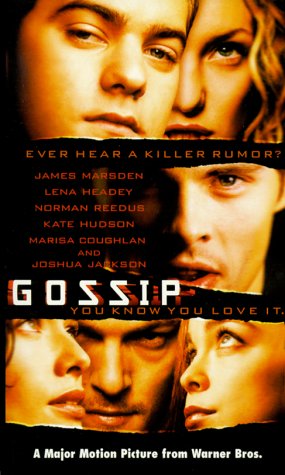 EVER HEAR A KILLER RUMOR?
JAMES MARSDEN
LENA HEADEY
NORMAN REEDUS
KATE HUDSON
MARISA COUGHLAN
AND
JOSHUA JACKSON
GOSSIP
YOU KNOW YOU LOVE IT.
A Major Motion Picture from Warner Bros.